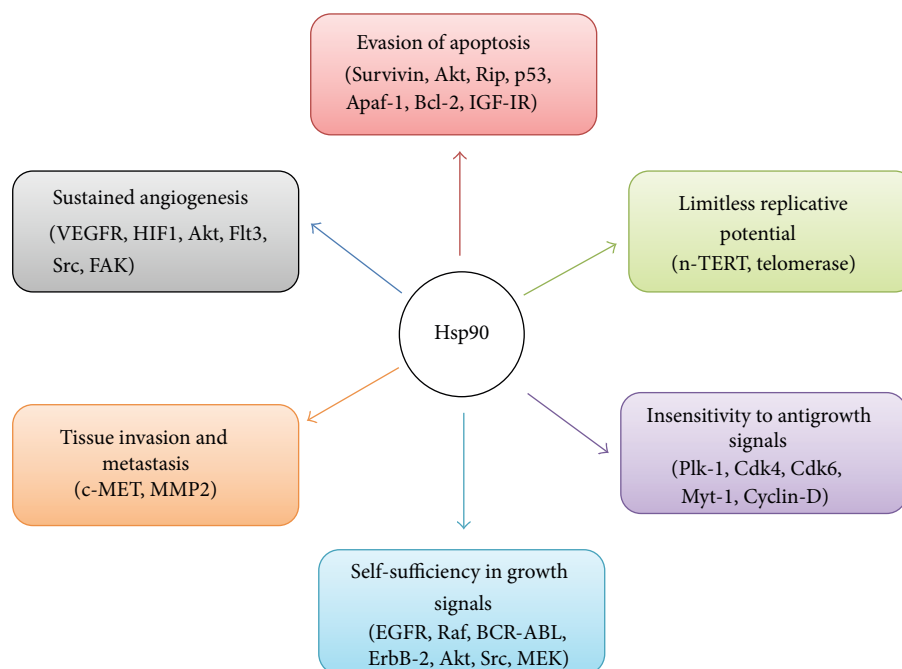 Evasion of apoptosis
(Survivin, Akt, Rip, p53,
Apaf-1, Bcl-2, IGF-IR)
Sustained angiogenesis
(VEGFR, HIF1, Akt, Flt3,
Src, FAK)
Limitless replicative
potential
(n-TERT, telomerase)
Hsp90
Tissue invasion and
metastasis
(c-MET, MMP2)
Insensitivity to antigrowth
signals
(Plk-1, Cdk4, Cdk6,
Myt-1, Cyclin-D)
Self-sufficiency in growth
signals
(EGFR, Raf, BCR-ABL,
ErbB-2, Akt, Src, MEK)